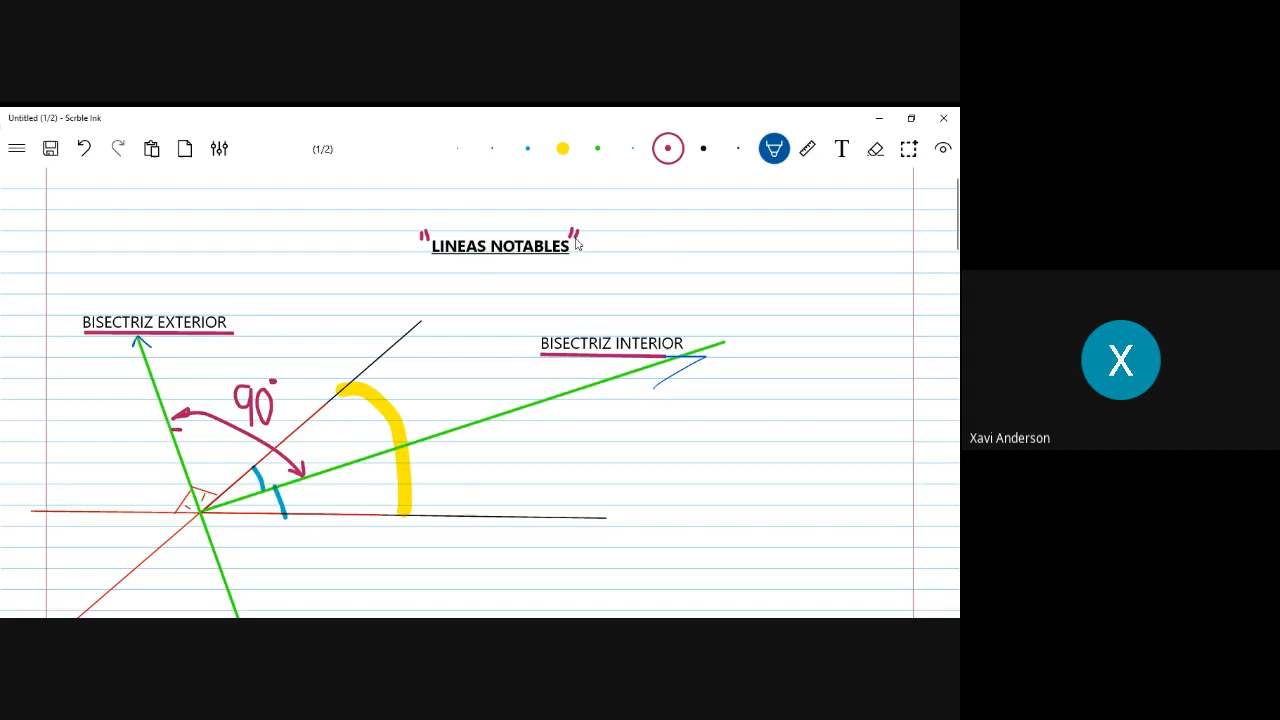 Untitled (1/2) - Scrble Ink
(1/2)
T
"LINEAS NOTABLES"
BISECTRIZ EXTERIOR
BISECTRIZ INTERIOR
90°
X
Xavi Anderson